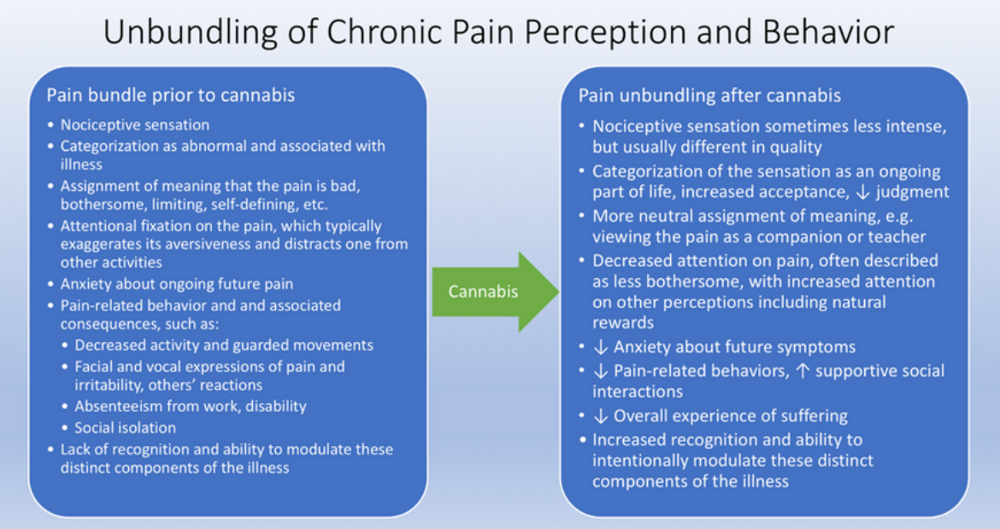 Unbundling of Chronic Pain Perception and Behavior
Pain bundle prior to cannabis
• Nociceptive sensation
• Categorization as abnormal and associated with
illness
• Assignment of meaning that the pain is bad,
bothersome, limiting, self-defining, etc.
• Attentional fixation on the pain, which typically
exaggerates its aversiveness and distracts one from
other activities
• Anxiety about ongoing future pain
• Pain-related behavior and and associated
consequences, such as:
• Decreased activity and guarded movements
• Facial and vocal expressions of pain and
irritability, others’ reactions
• Absenteeism from work, disability
• Social isolation
• Lack of recognition and ability to modulate these
distinct components of the illness
Cannabis
Pain unbundling after cannabis
• Nociceptive sensation sometimes less intense,
but usually different in quality
• Categorization of the sensation as an ongoing
part of life, increased acceptance, ↓ judgment
• More neutral assignment of meaning, e.g.
viewing the pain as a companion or teacher
• Decreased attention on pain, often described
as less bothersome, with increased attention
on other perceptions including natural
rewards
• ↓ Anxiety about future symptoms
• ↓ Pain-related behaviors, ↑ supportive social
interactions
• ↓ Overall experience of suffering
• Increased recognition and ability to
intentionally modulate these distinct
components of the illness